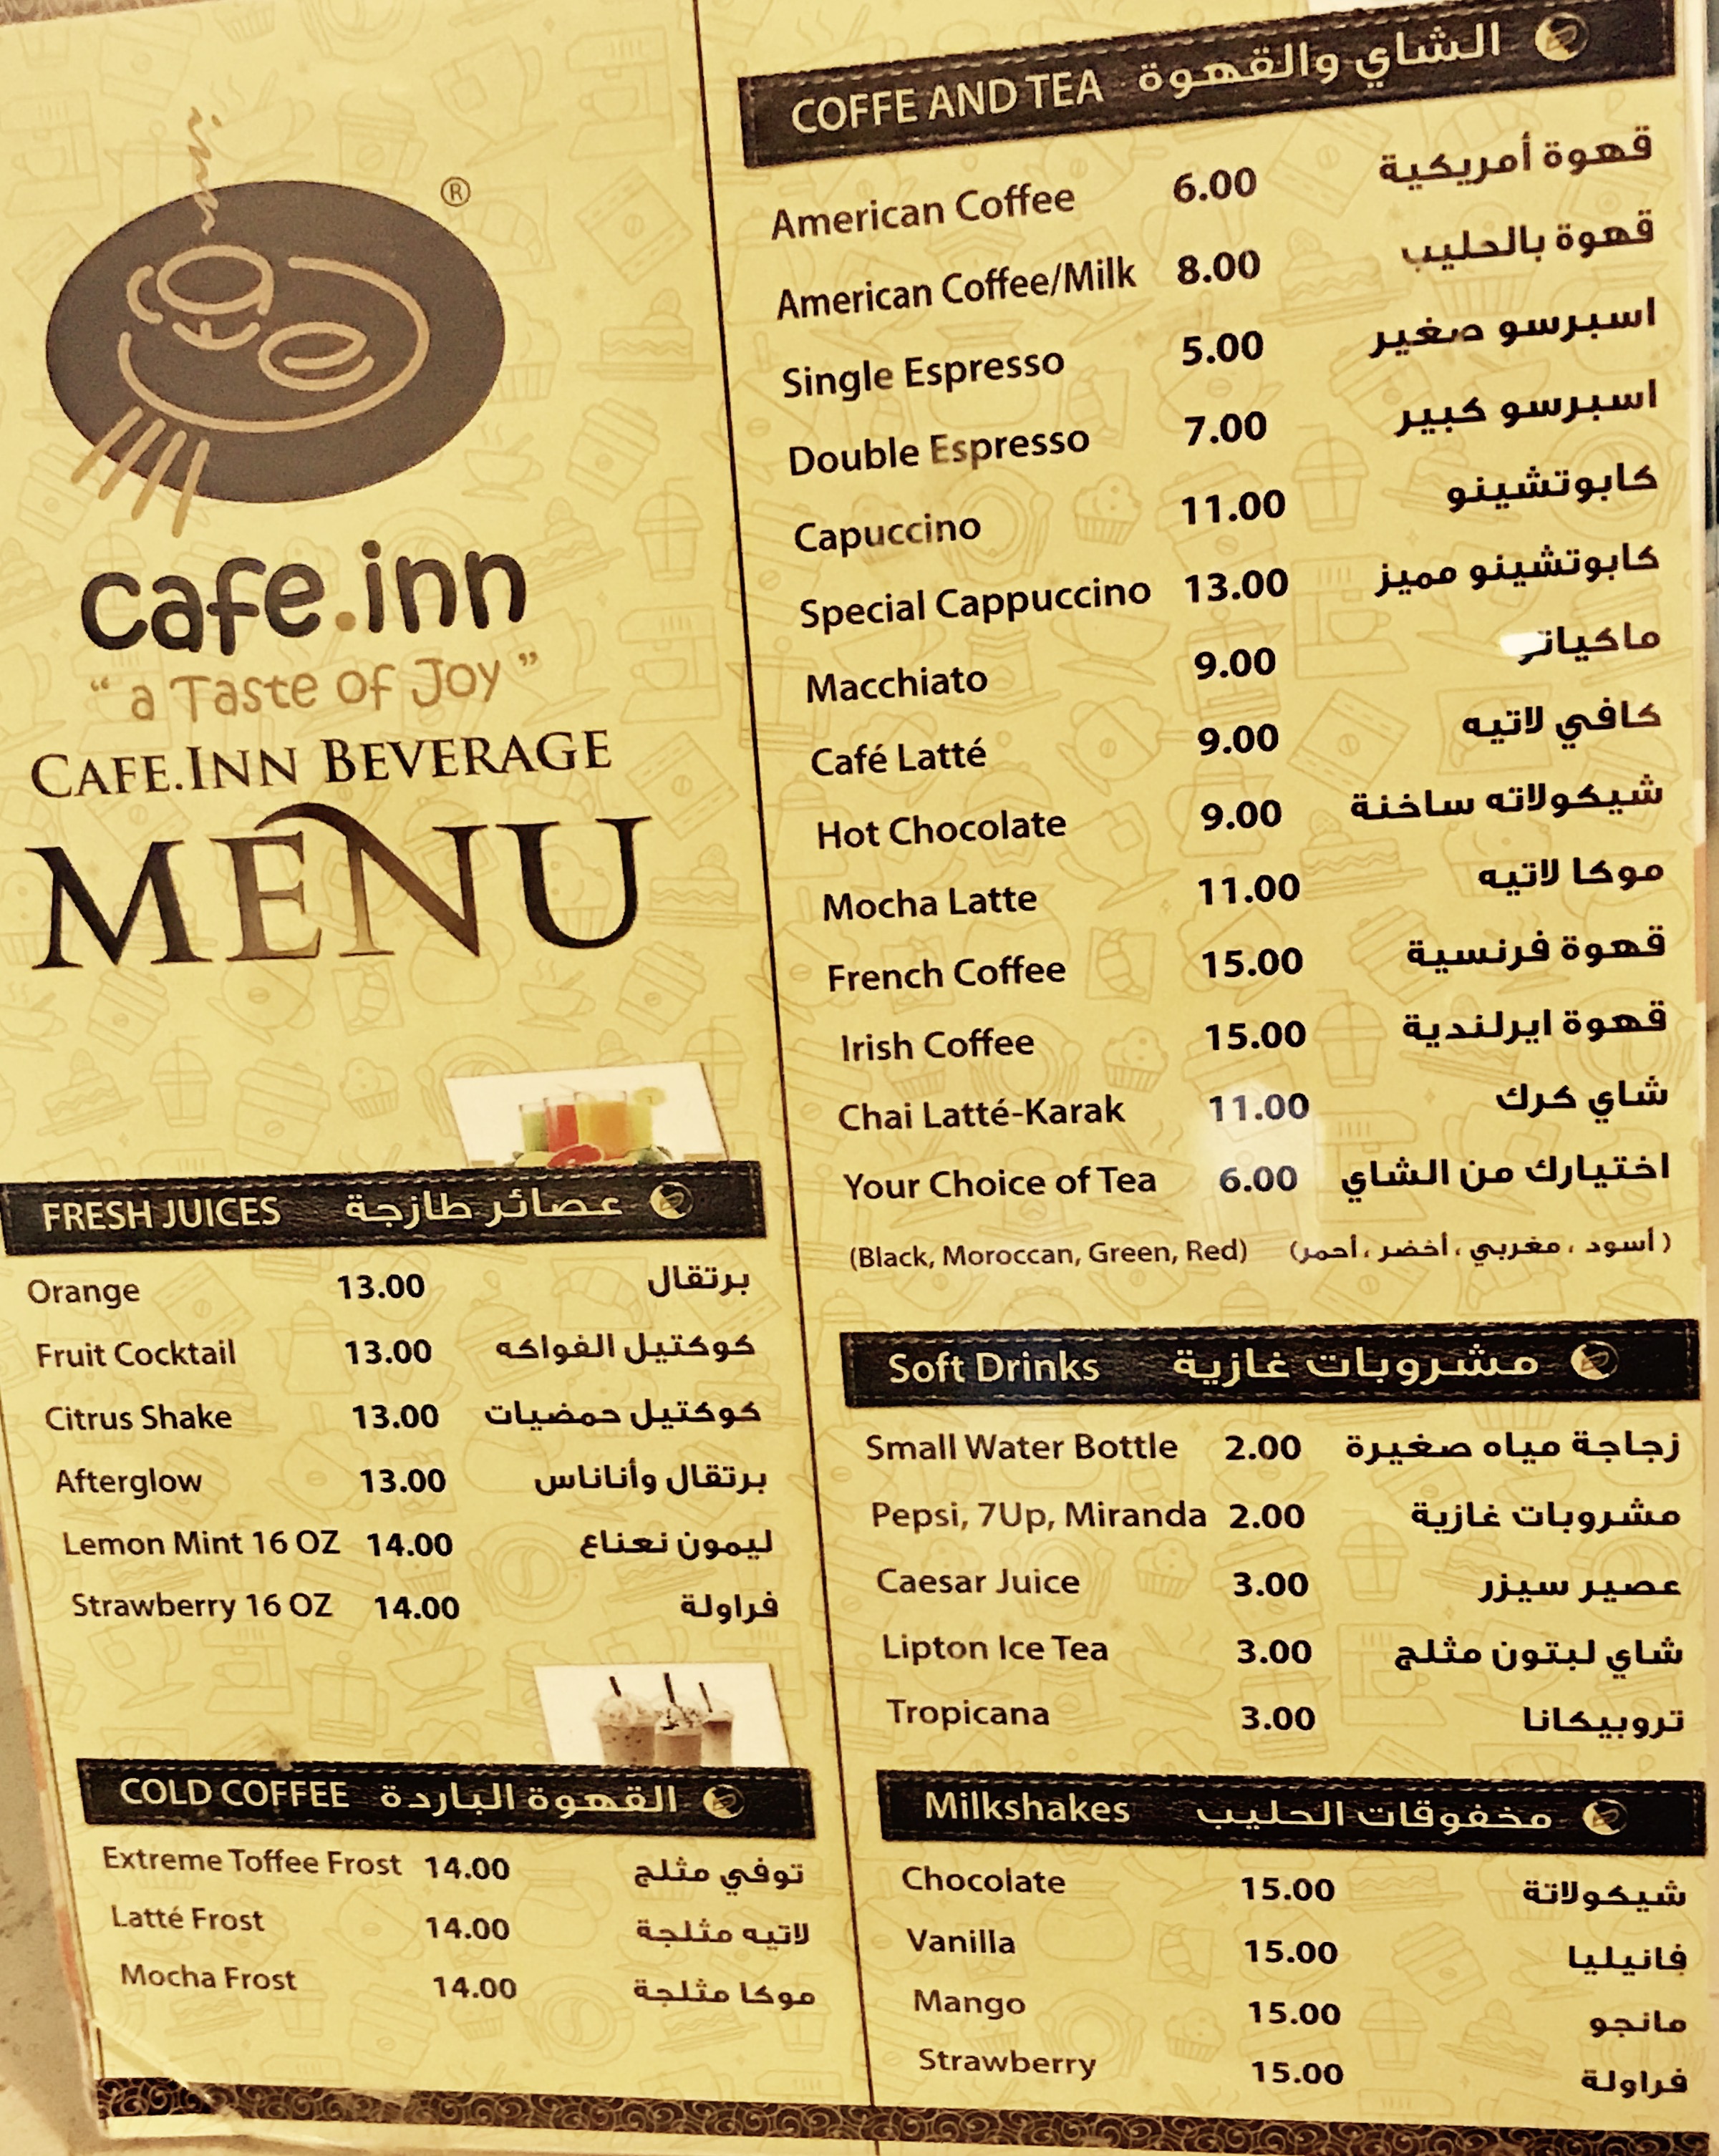 inn
®
cafe.inn
" a Taste of Joy "
CAFE.INN BEVERAGE
MENU
FRESH JUICES عصائر طازجة
Orange 13.00 برتقال
Fruit Cocktail 13.00 كوكتيل الفواكه
Citrus Shake 13.00 كوكتيل حمضيات
Afterglow 13.00 برتقال وأناناس
Lemon Mint 16 OZ 14.00 ليمون نعناع
Strawberry 16 OZ 14.00 فراولة
COLD COFFEE القهوة الباردة
Extreme Toffee Frost 14.00 توفي مثلج
Latté Frost 14.00 لاتيه مثلجة
Mocha Frost 14.00 موكا مثلجة
COFFE AND TEA الشاي والقهوة
American Coffee 6.00 قهوة أمريكية
American Coffee/Milk 8.00 قهوة بالحليب
Single Espresso 5.00 اسبرسو صغير
Double Espresso 7.00 اسبرسو كبير
Capuccino 11.00 كابوتشينو
Special Cappuccino 13.00 كابوتشينو مميز
Macchiato 9.00
Café Latté 9.00 كافي لاتيه
Hot Chocolate 9.00 شيكولاته ساخنة
Mocha Latte 11.00 موكا لاتيه
French Coffee 15.00 قهوة فرنسية
Irish Coffee 15.00 قهوة ايرلندية
Chai Latté-Karak 11.00 شاي كرك
Your Choice of Tea 6.00 اختيارك من الشاي
(Black, Moroccan, Green, Red) (أسود ، مغربي ، أخضر ، أحمر)
Soft Drinks مشروبات غازية
Small Water Bottle 2.00 زجاجة مياه صغيرة
Pepsi, 7Up, Miranda 2.00 مشروبات غازية
Caesar Juice 3.00 عصير سيزر
Lipton Ice Tea 3.00 شاي لبتون مثلج
Tropicana 3.00 تروبيكانا
Milkshakes مخفوقات الحليب
Chocolate 15.00 شيكولاتة
Vanilla 15.00 فانيليا
Mango 15.00 مانجو
Strawberry 15.00 فراولة